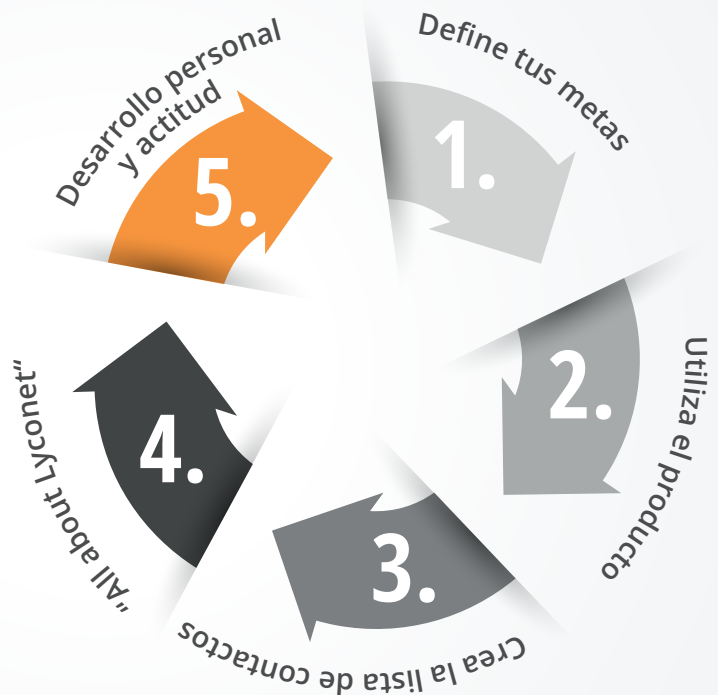 1.
Define tus metas
2.
Utiliza el producto
3.
Crea la lista de contactos
4.
"All about Lyconet"
5.
Desarrollo personal
y actitud